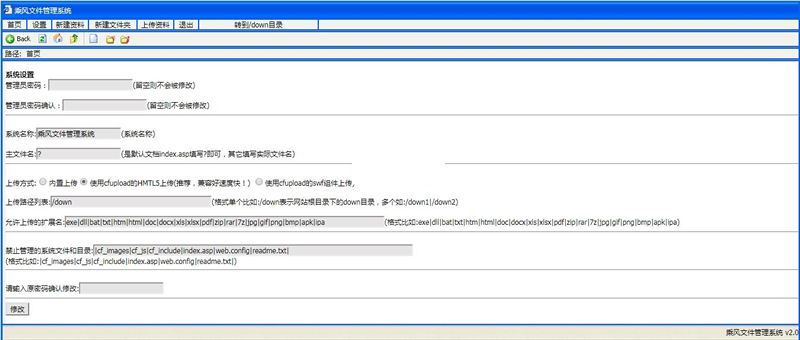 乘风文件管理系统
首页 设置 新建资料 新建文件夹 上传资料 退出 转到/down目录
Back
路径: 首页
系统设置
管理员密码：(留空则不会被修改)
管理员密码确认：(留空则不会被修改)
系统名称:乘风文件管理系统(系统名称)
主文件名:?(是默认文档index.asp填写?即可，其它填写实际文件名)
上传方式: 内置上传 使用cfupload的HMTL5上传(推荐，兼容好速度快！) 使用cfupload的swf组件上传。
上传路径列表:/down(格式单个比如:/down表示网站根目录下的down目录，多个如:/down1|/down2)
允许上传的扩展名:exe|dll|bat|txt|htm|html|doc|docx|xls|xlsx|pdf|zip|rar|7z|jpg|gif|png|bmp|apk|ipa(格式比如:exe|dll|bat|txt|htm|html|doc|docx|xls|xlsx|pdf|zip|rar|7z|jpg|gif|png|bmp|apk|ipa)
禁止管理的系统文件和目录:|cf_images|cf_js|cf_include|index.asp|web.config|readme.txt|
(格式比如:|cf_images|cf_js|cf_include|index.asp|web.config|readme.txt|)
请输入原密码确认修改:
修改
乘风文件管理系统 v2.0